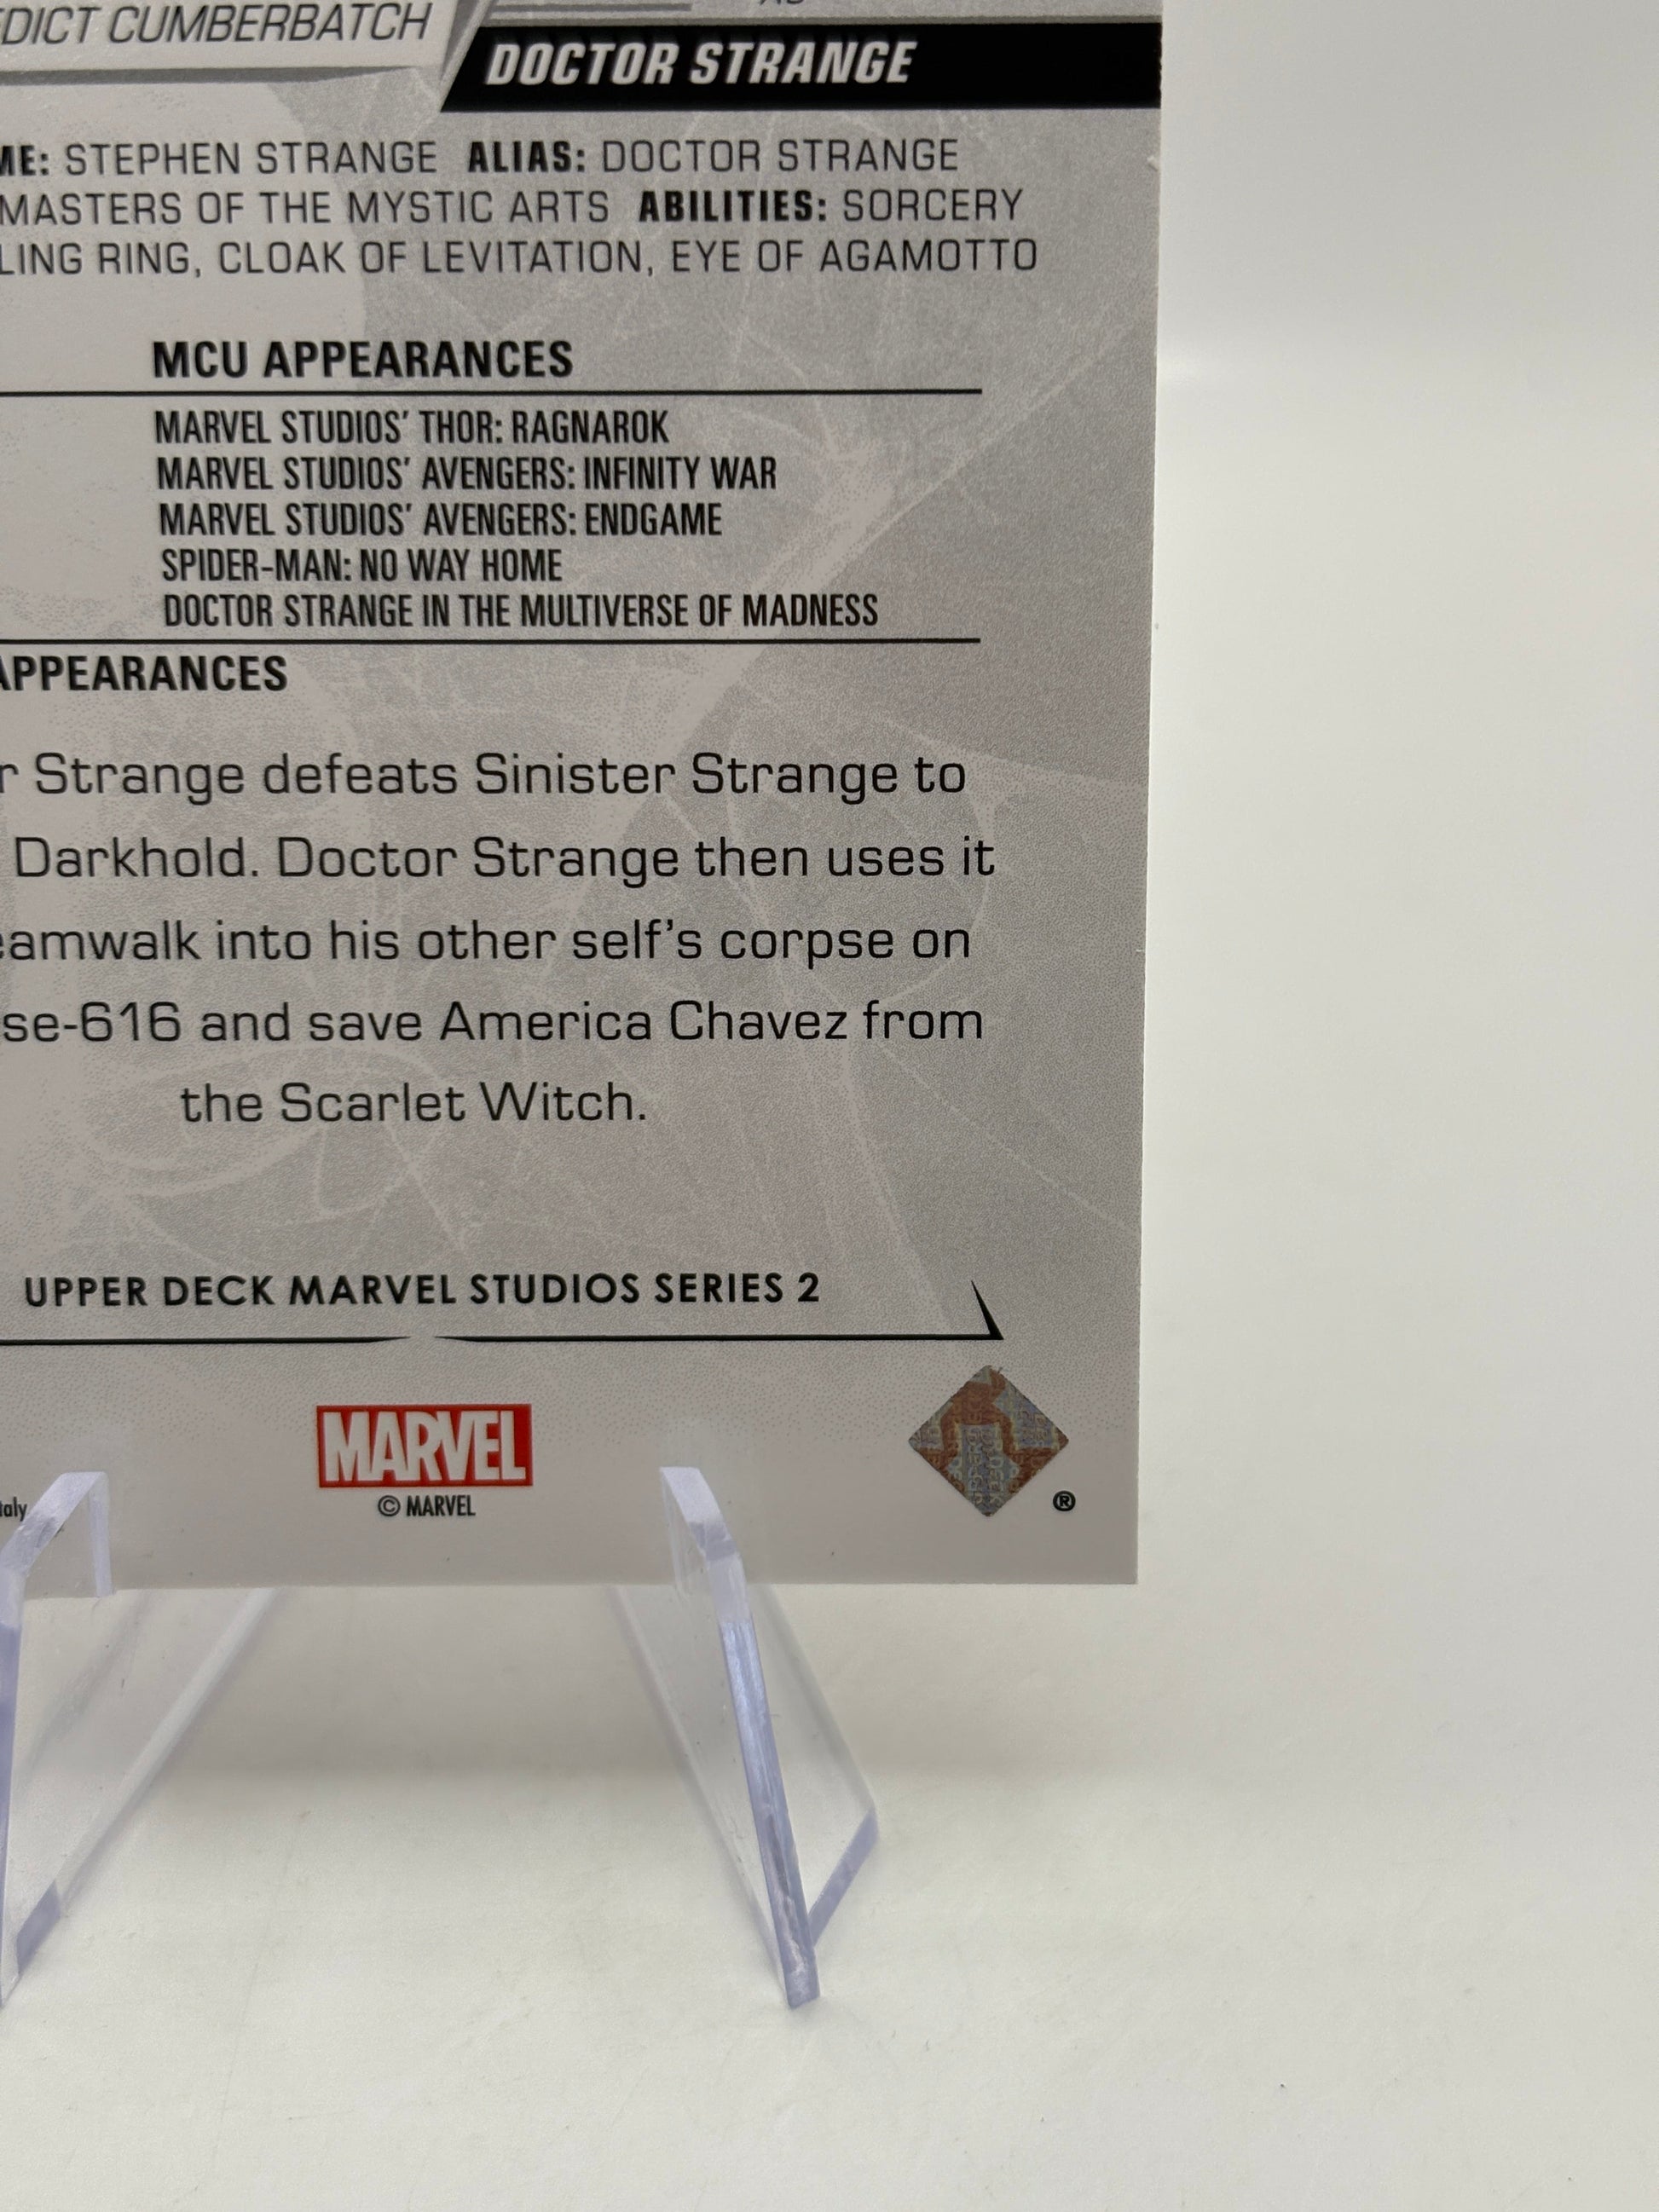 CUMBERBATCH
DOCTOR STRANGE
STEPHEN STRANGE ALIAS: DOCTOR STRANGE
MASTERS OF THE MYSTIC ARTS ABILITIES: SORCERY
LING RING, CLOAK OF LEVITATION, EYE OF AGAMOTTO
MCU APPEARANCES
MARVEL STUDIOS' THOR: RAGNAROK
MARVEL STUDIOS' AVENGERS: INFINITY WAR
MARVEL STUDIOS' AVENGERS: ENDGAME
SPIDER-MAN: NO WAY HOME
DOCTOR STRANGE IN THE MULTIVERSE OF MADNESS
APPEARANCES
r Strange defeats Sinister Strange to
Darkhold. Doctor Strange then uses it
eamwalk into his other self's corpse on
se-616 and save America Chavez from
the Scarlet Witch.
UPPER DECK MARVEL STUDIOS SERIES 2
MARVEL
© MARVEL
taly
®